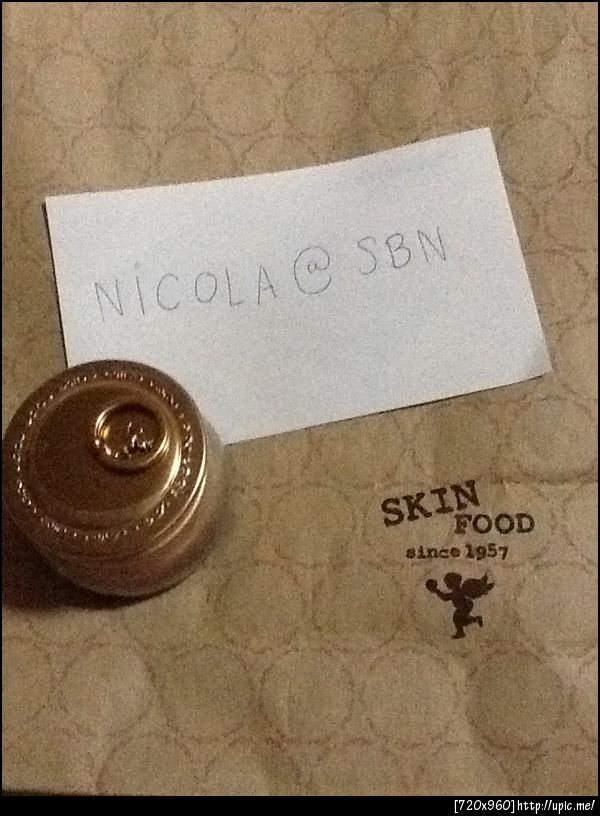 NiCOLA @ SBN
SKIN
FOOD
since 1957
[720x960]http://upic.me/